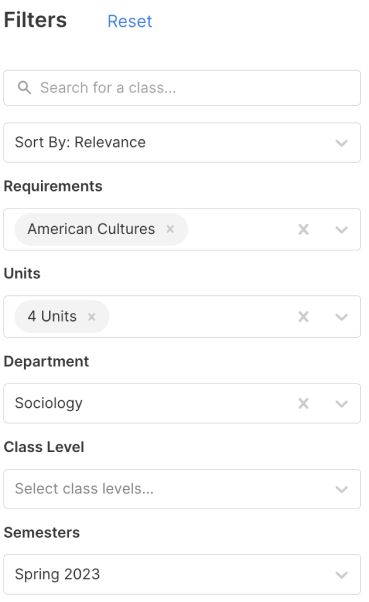 Filters Reset
Search for a class...
Sort By: Relevance
Requirements
American Cultures
Units
4 Units
Department
Sociology
Class Level
Select class levels...
Semesters
Spring 2023